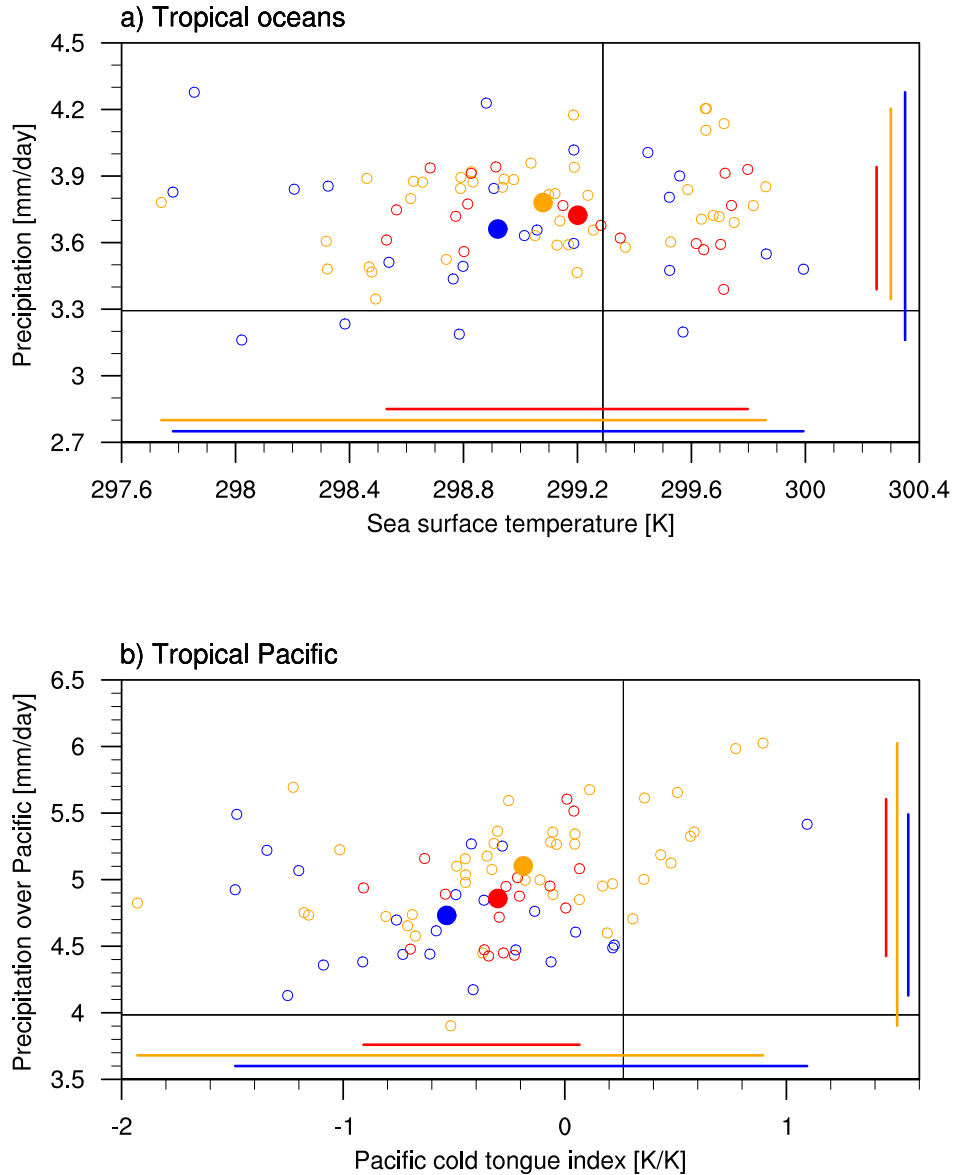 a) Tropical oceans
Precipitation [mm/day]
4.5
4.2
3.9
3.6
3.3
3
2.7
297.6 298 298.4 298.8 299.2 299.6 300 300.4
Sea surface temperature [K]
b) Tropical Pacific
Precipitation over Pacific [mm/day]
6.5
6
5.5
5
4.5
4
3.5
-2 -1 0 1
Pacific cold tongue index [K/K]